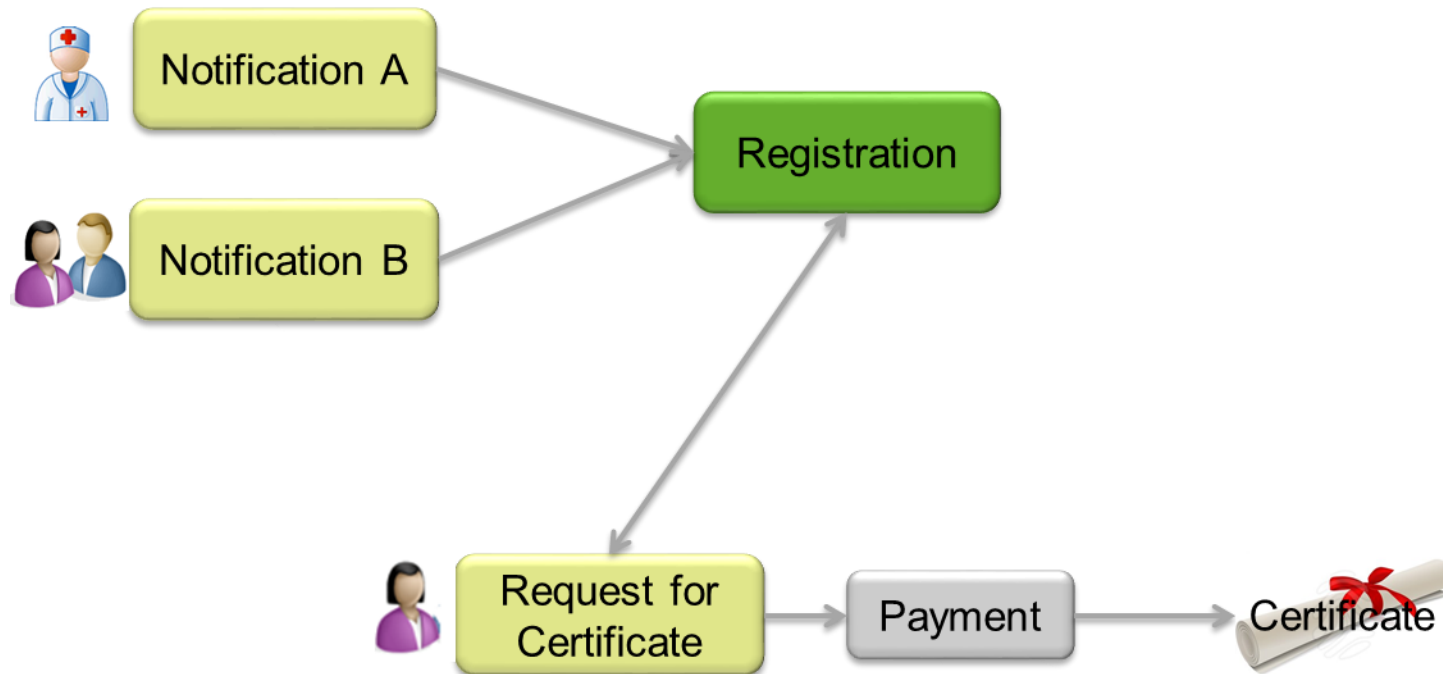 Notification A
Registration
Notification B
Request for
Certificate
Payment
Certificate